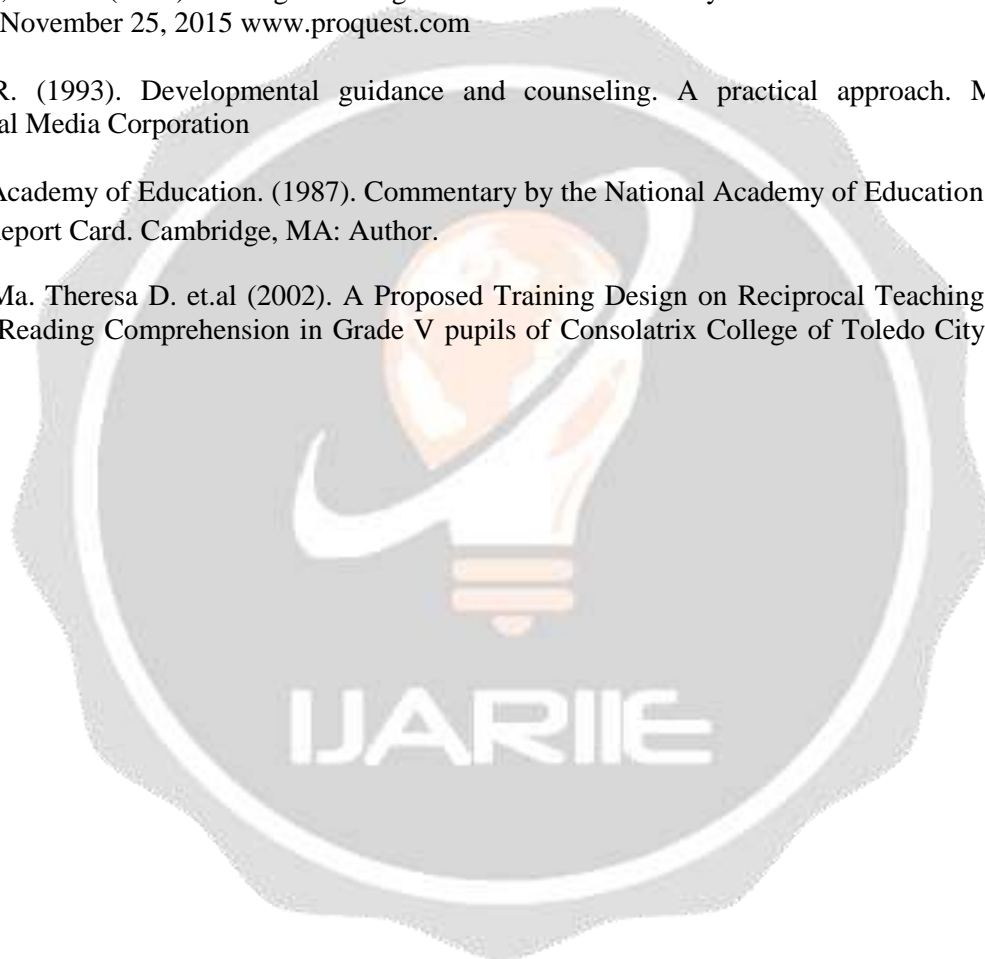 November 25, 2015 www.proquest.com
R. (1993). Developmental guidance and counseling. A practical approach. M
al Media Corporation
Academy of Education. (1987). Commentary by the National Academy of Education
eport Card. Cambridge, MA: Author.
Ma. Theresa D. et.al (2002). A Proposed Training Design on Reciprocal Teaching
Reading Comprehension in Grade V pupils of Consolatrix College of Toledo City
IJARIIE